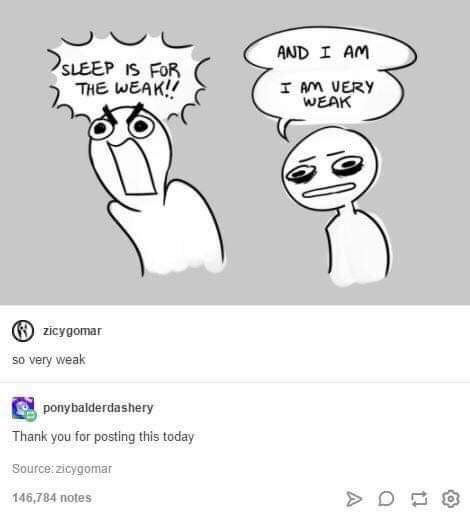 SLEEP IS FOR
THE WEAK!!
AND I AM
I AM VERY
WEAK
zicygomar
so very weak
ponybalderdashery
Thank you for posting this today
Source: zicygomar
146,784 notes